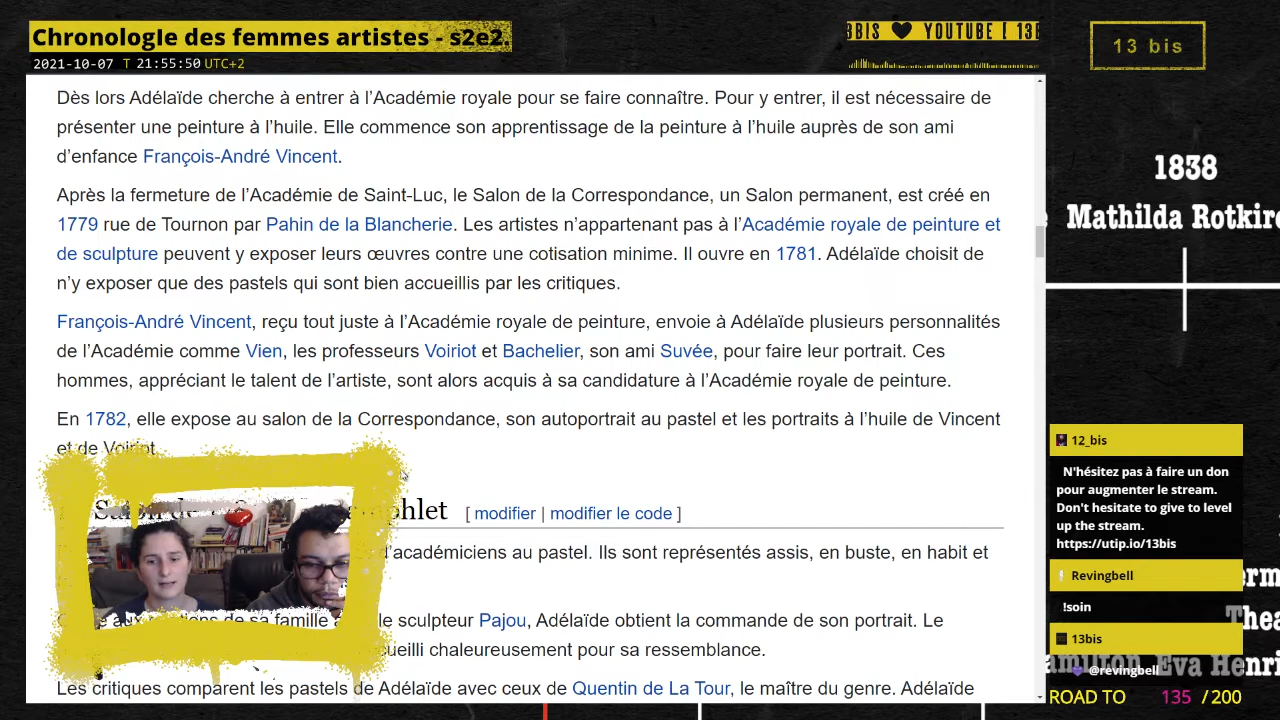 Chronologie des femmes artistes - s2e2.
2021-10-07 T 21:55:50 UTC+2
BBIS YOUTUBE [ 13
13 bis
Dès lors Adélaïde cherche à entrer à l'Académie royale pour se faire connaître. Pour y entrer, il est nécessaire de
présenter une peinture à l'huile. Elle commence son apprentissage de la peinture à l'huile auprès de son ami
d'enfance François-André Vincent.
Après la fermeture de l'Académie de Saint-Luc, le Salon de la Correspondance, un Salon permanent, est créé en
1779 rue de Tournon par Pahin de la Blancherie. Les artistes n'appartenant pas à l'Académie royale de peinture et
de sculpture peuvent y exposer leurs œuvres contre une cotisation minime. Il ouvre en 1781. Adélaïde choisit de
n'y exposer que des pastels qui sont bien accueillis par les critiques.
François-André Vincent, reçu tout juste à l'Académie royale de peinture, envoie à Adélaïde plusieurs personnalités
de l'Académie comme Vien, les professeurs Voiriot et Bachelier, son ami Suvée, pour faire leur portrait. Ces
hommes, appréciant le talent de l'artiste, sont alors acquis à sa candidature à l'Académie royale de peinture.
En 1782, elle expose au salon de la Correspondance, son autoportrait au pastel et les portraits à l'huile de Vincent
et de Voiriot.
[ modifier | modifier le code ]
d'académiciens au pastel. Ils sont représentés assis, en buste, en habit et
de sa famille le sculpteur Pajou, Adélaïde obtient la commande de son portrait. Le
cueilli chaleureusement pour sa ressemblance.
Les critiques comparent les pastels de Adélaïde avec ceux de Quentin de La Tour, le maître du genre. Adélaïde
1838
Mathilda Rotkir
12_bis
N'hésitez pas à faire un don
pour augmenter le stream.
Don't hesitate to give to level
up the stream.
https://utip.io/13bis
Revingbell
!soin
13bis
@revingbell
Eva Henri
ROAD TO 135 / 200